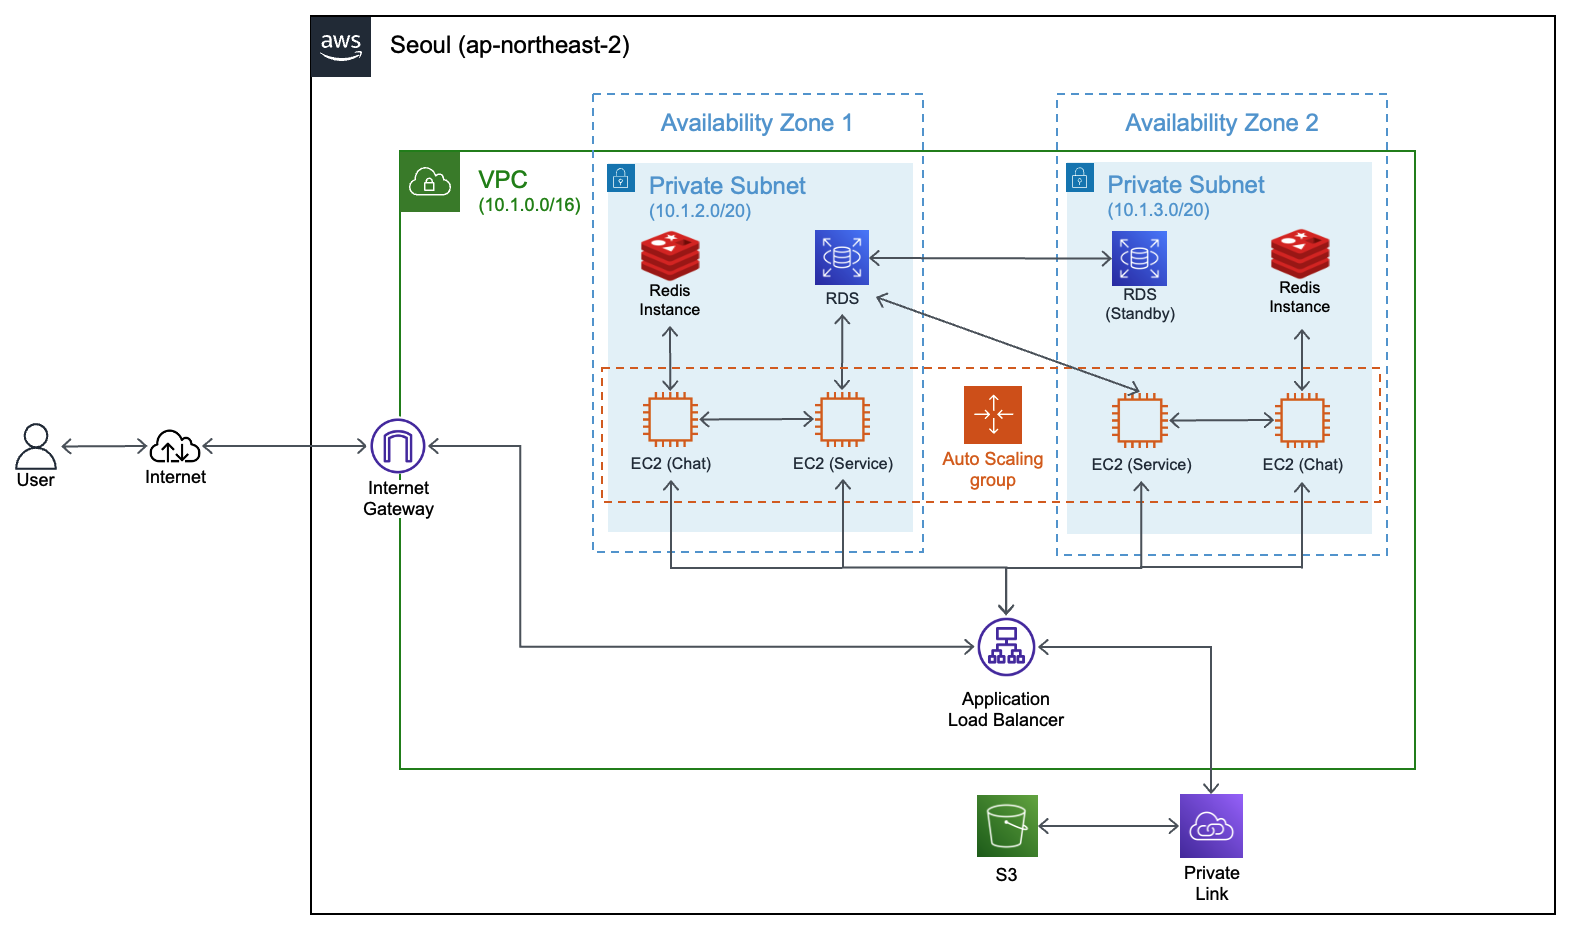 aws
Seoul (ap-northeast-2)
Availability Zone 1
Availability Zone 2
VPC
(10.1.0.0/16)
Private Subnet
(10.1.2.0/20)
Private Subnet
(10.1.3.0/20)
Redis
Instance
RDS
RDS
(Standby)
Redis
Instance
EC2 (Chat)
EC2 (Service)
Auto Scaling
group
EC2 (Service)
EC2 (Chat)
User
Internet
Internet
Gateway
Application
Load Balancer
S3
Private
Link